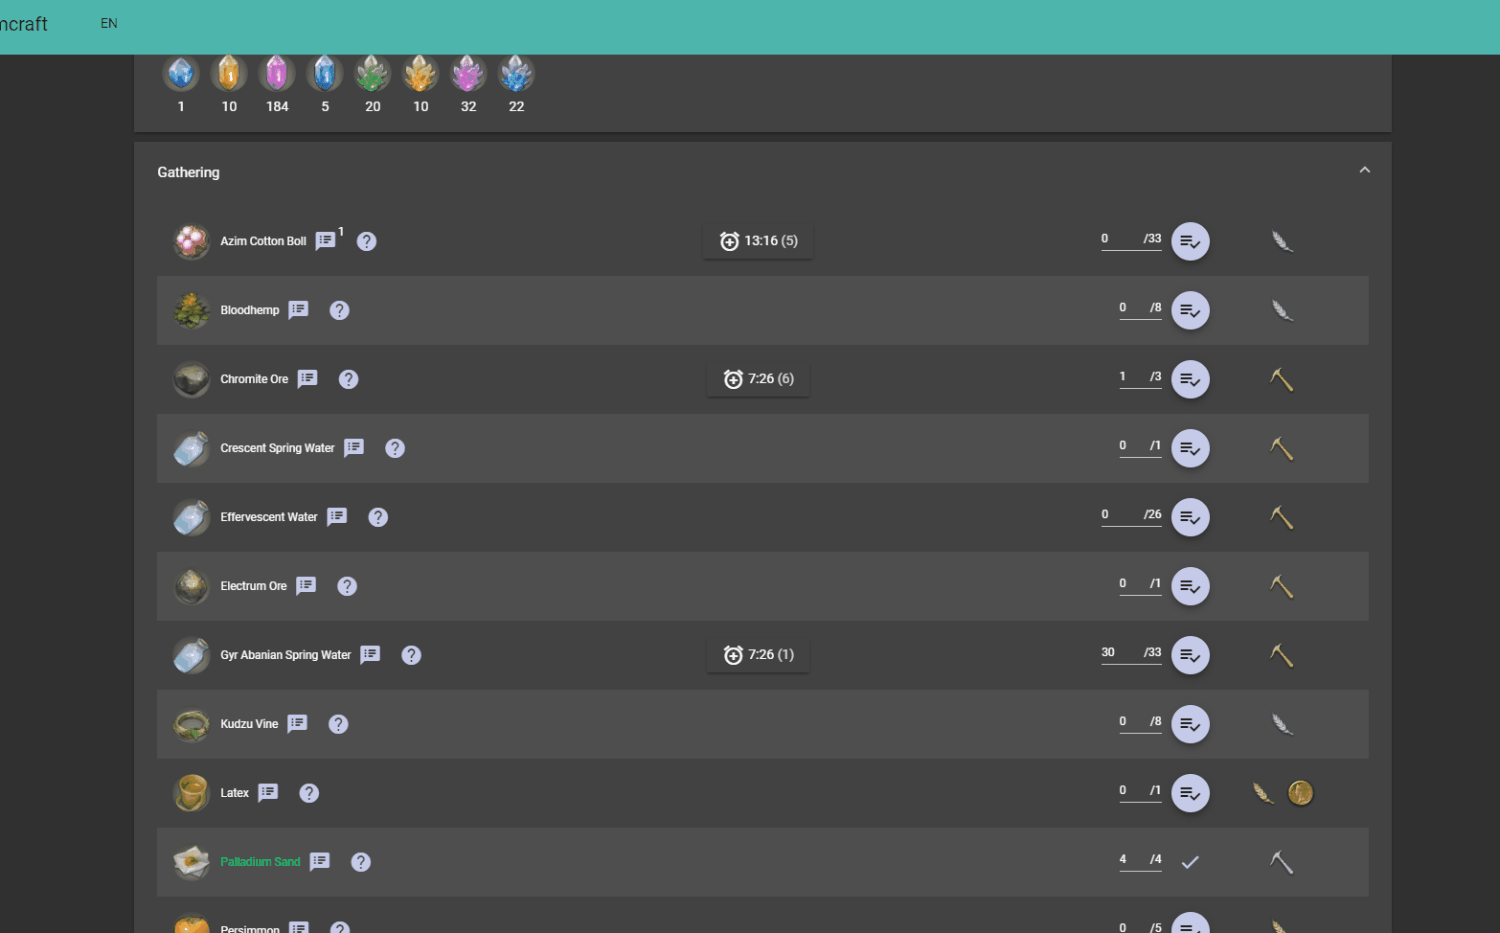 mcraft EN
1 10 184 5 20 10 32 22
Gathering
Azim Cotton Boll 1 13:16 (5) 0 /33
Bloodhemp 0 /8
Chromite Ore 7:26 (6) 1 /3
Crescent Spring Water 0 /1
Effervescent Water 0 /26
Electrum Ore 0 /1
Gyr Abanian Spring Water 7:26 (1) 30 /33
Kudzu Vine 0 /8
Latex 0 /1
Palladium Sand 4 /4
Persimmon 0 /5